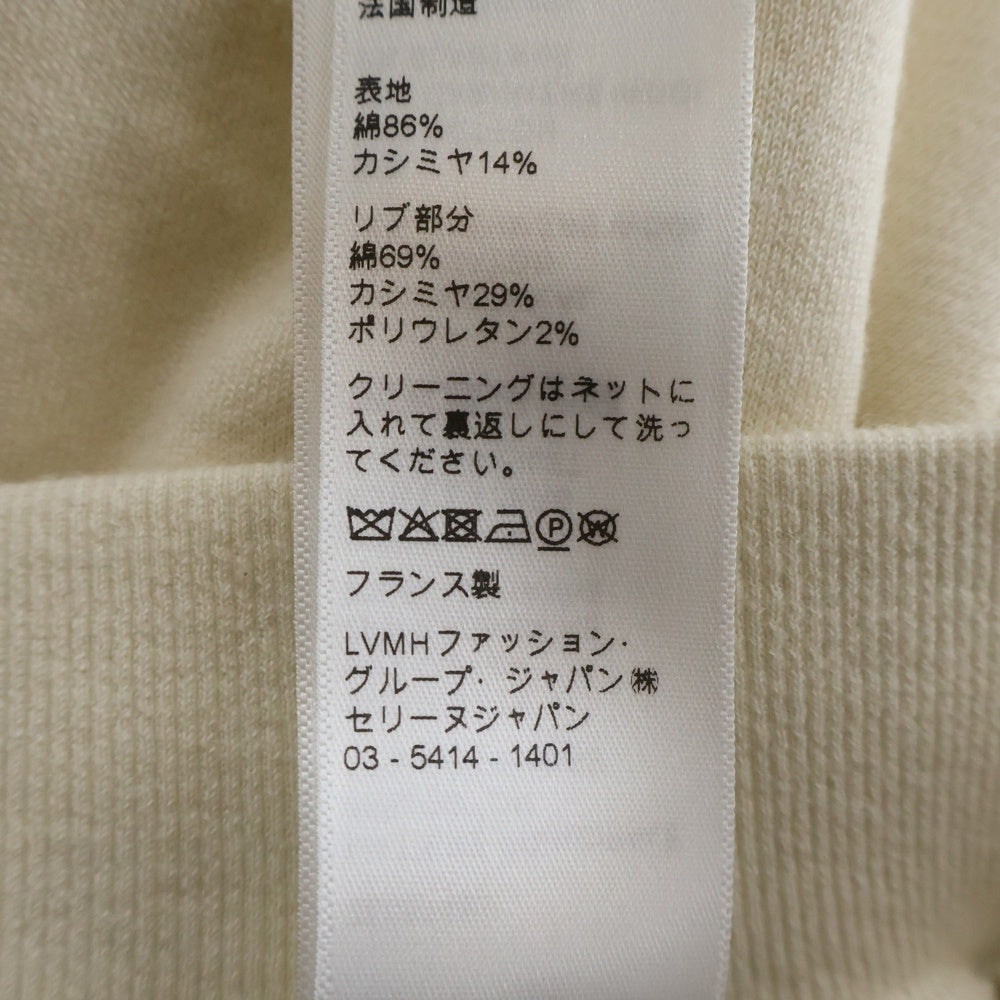 法国制造
表地
綿86%
カシミヤ14%
リブ部分
綿69%
カシミヤ29%
ポリウレタン2%
クリーニングはネットに
入れて裏返しにして洗っ
てください。
フランス製
LVMHファッション·
グループ· ジャパン㈱
セリーヌジャパン
03 - 5414 - 1401